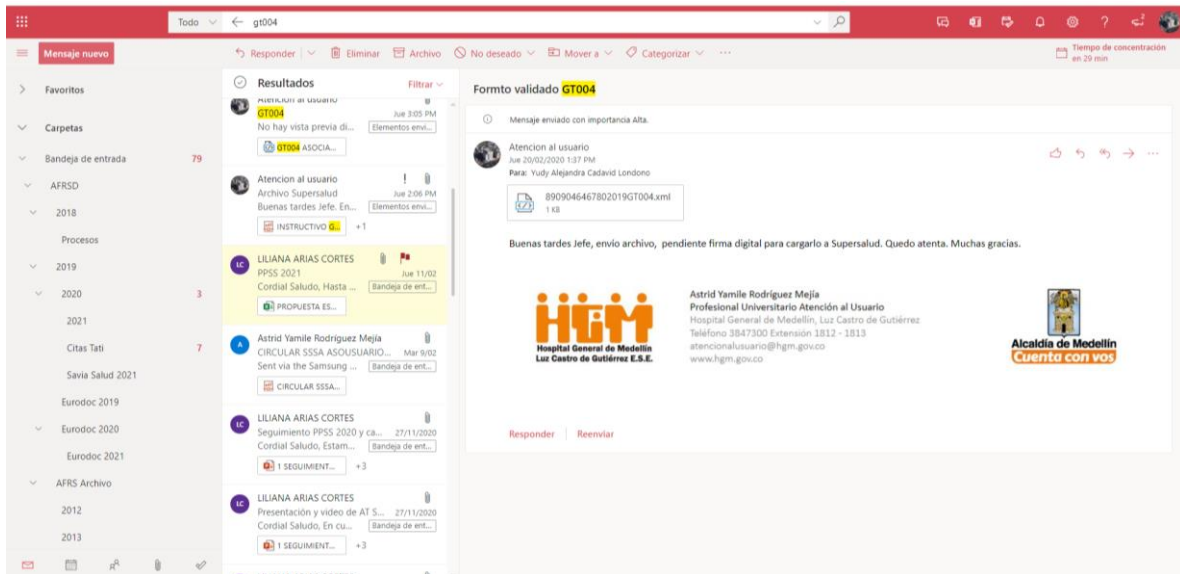 Todo
gt004
Mensaje nuevo
Responder
Eliminar
Archivo
No deseado
Mover a
Categorizar
Tiempo de concentración
en 29 min
Favoritos
Carpetas
Bandeja de entrada 79
AFRSD
2018
Procesos
2019
2020 3
2021
Citas Tati 7
Savia Salud 2021
Eurodoc 2019
Eurodoc 2020
Eurodoc 2021
AFRS Archivo
2012
2013
Resultados
Filtrar
Atencion al usuario
GT004 Jue 3:05 PM
No hay vista previa di... Elementos envi...
GT004 ASOCIA...
Atencion al usuario
Archivo Supersalud Jue 2:06 PM
Buenas tardes Jefe. En... Elementos envi...
INSTRUCTIVO G... +1
LC LILIANA ARIAS CORTES
PPSS 2021 Jue 11/02
Cordial Saludo, Hasta ... Bandeja de ent...
PROPUESTA ES...
A Astrid Yamile Rodríguez Mejía
CIRCULAR SSSA ASOUSUARIO... Mar 9/02
Sent via the Samsung ... Bandeja de ent...
CIRCULAR SSSA...
LC LILIANA ARIAS CORTES
Seguimiento PPSS 2020 y ca... 27/11/2020
Cordial Saludo, Estam... Bandeja de ent...
1 SEGUIMIENT... +3
LC LILIANA ARIAS CORTES
Presentación y video de AT S... 27/11/2020
Cordial Saludo, En cu... Bandeja de ent...
1 SEGUIMIENT... +3
Formto validado GT004
Mensaje enviado con importancia Alta.
Atencion al usuario
Jue 20/02/2020 1:37 PM
Para: Yudy Alejandra Cadavid Londono
8909046467802019GT004.xml
1 KB
Buenas tardes Jefe, envio archivo, pendiente firma digital para cargarlo a Supersalud. Quedo atenta. Muchas gracias.
HGM
Hospital General de Medellín
Luz Castro de Gutiérrez E.S.E.
Astrid Yamile Rodríguez Mejía
Profesional Universitario Atención al Usuario
Hospital General de Medellín, Luz Castro de Gutiérrez
Teléfono 3847300 Extensión 1812 - 1813
atencionalusuario@hgm.gov.co
www.hgm.gov.co
Alcaldía de Medellín
Cuenta con vos
Responder
Reenviar